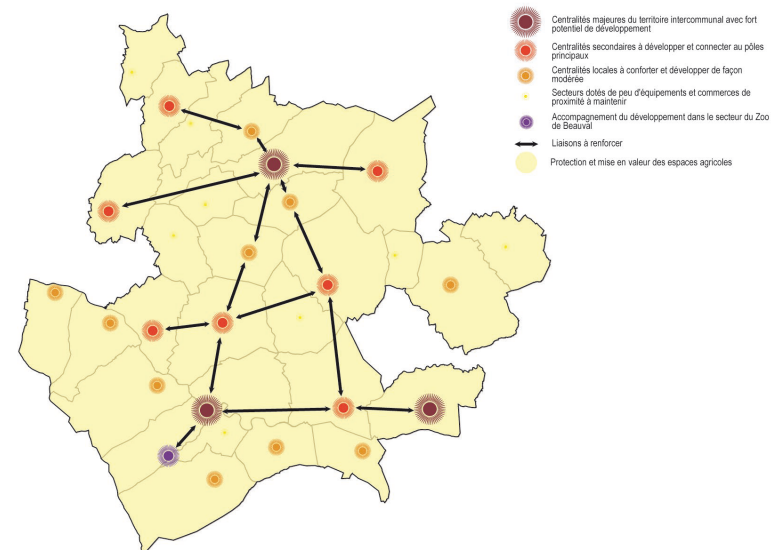 Centralités majeures du territoire intercommunal avec fort
potentiel de développement
Centralités secondaires à développer et connecter au pôles
principaux
Centralités locales à conforter et développer de façon
modérée
Secteurs dotés de peu d'équipements et commerces de
proximité à maintenir
Accompagnement du développement dans le secteur du Zoo
de Beauval
Liaisons à renforcer
Protection et mise en valeur des espaces agricoles